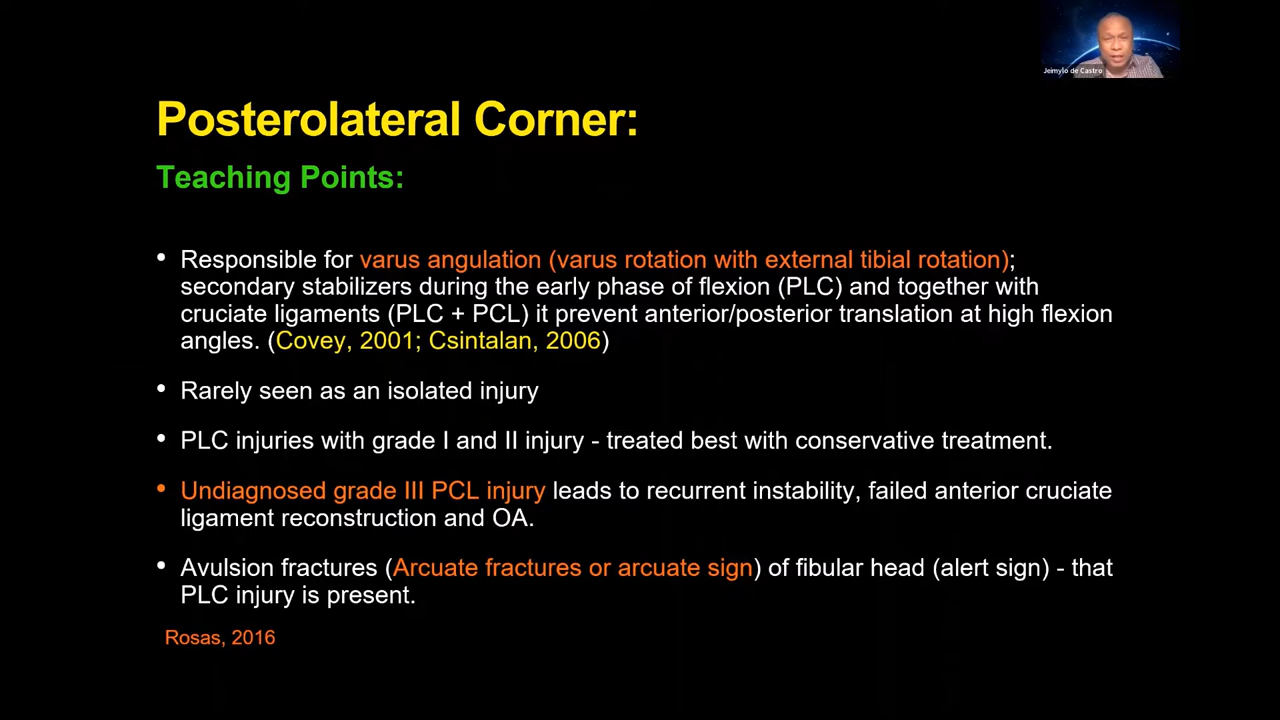 Jeimylo de Castro
Posterolateral Corner:
Teaching Points:
• Responsible for varus angulation (varus rotation with external tibial rotation);
secondary stabilizers during the early phase of flexion (PLC) and together with
cruciate ligaments (PLC + PCL) it prevent anterior/posterior translation at high flexion
angles. (Covey, 2001; Csintalan, 2006)
• Rarely seen as an isolated injury
• PLC injuries with grade I and II injury - treated best with conservative treatment.
• Undiagnosed grade III PCL injury leads to recurrent instability, failed anterior cruciate
ligament reconstruction and OA.
• Avulsion fractures (Arcuate fractures or arcuate sign) of fibular head (alert sign) - that
PLC injury is present.
Rosas, 2016